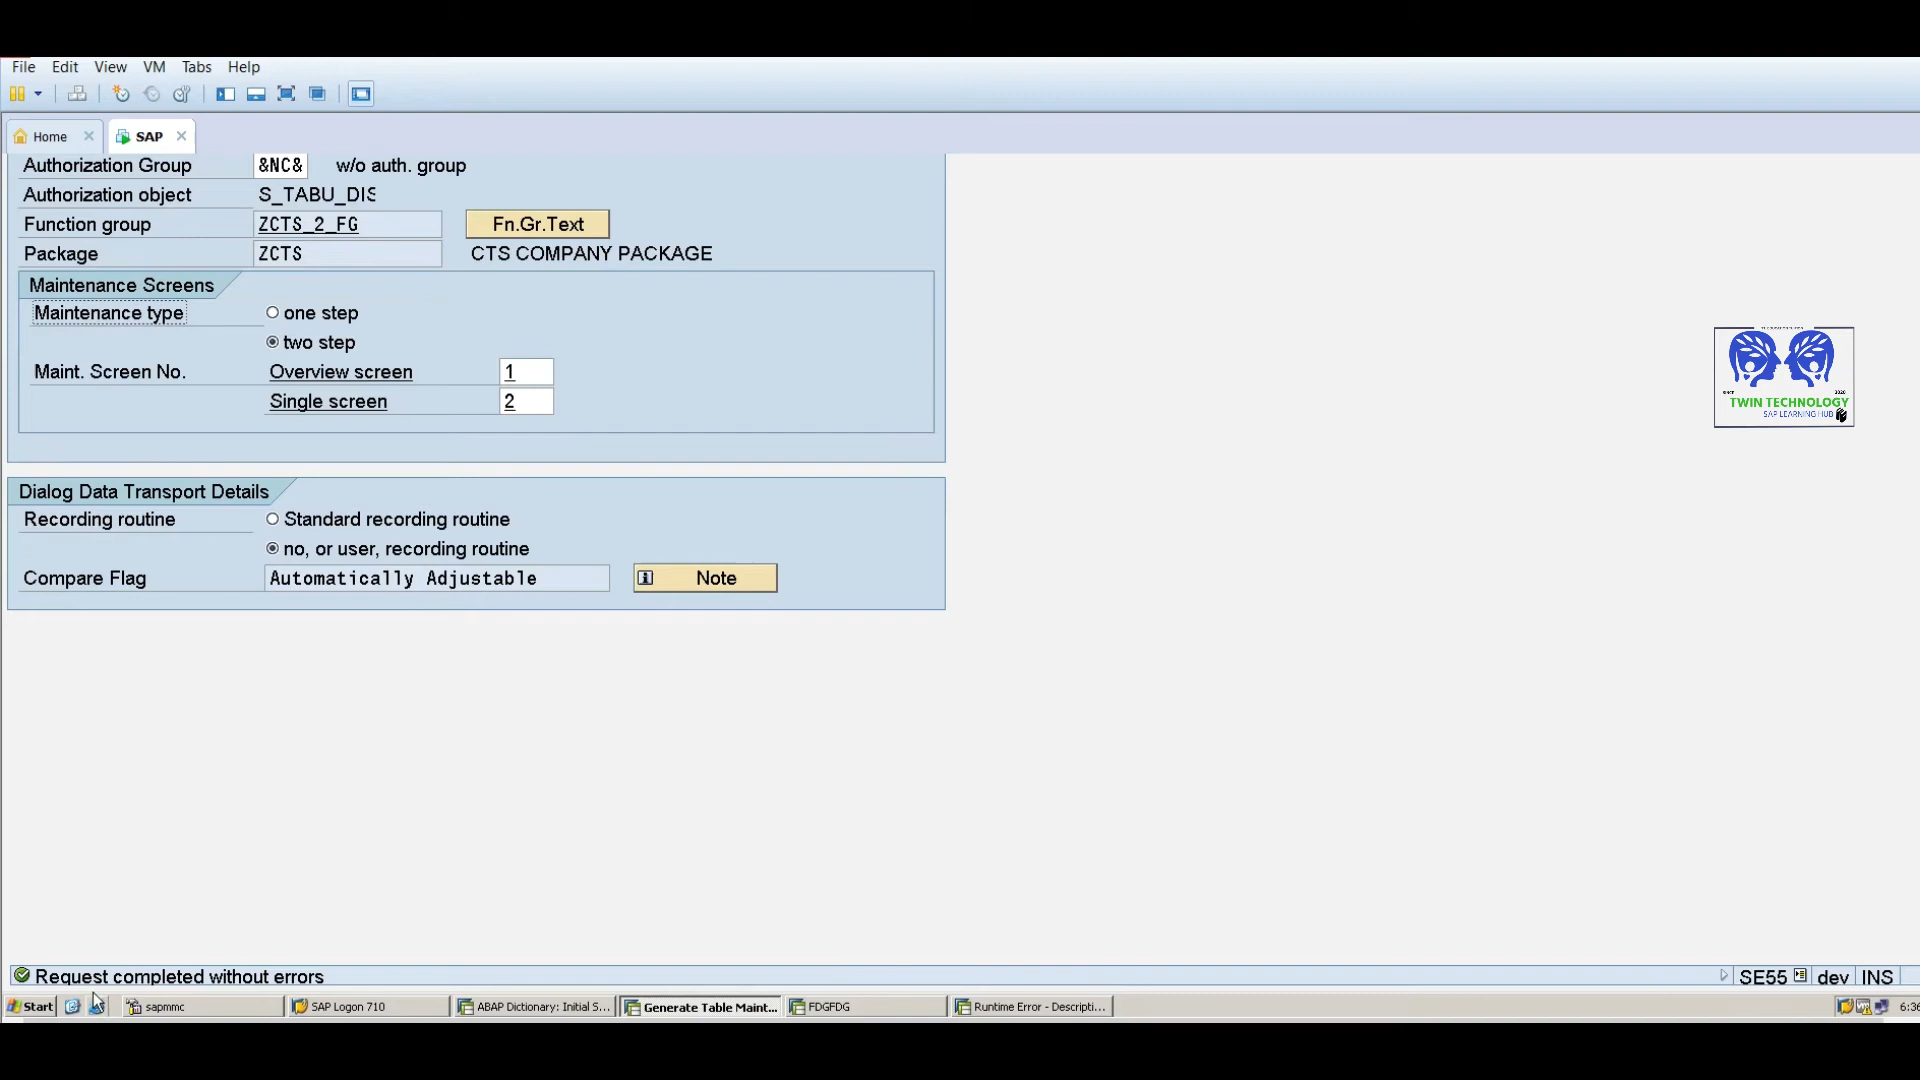 File Edit View VM Tabs Help
Home SAP
Authorization Group &NC& w/o auth. group
Authorization object S_TABU_DIS
Function group ZCTS_2_FG Fn.Gr.Text
Package ZCTS CTS COMPANY PACKAGE
Maintenance Screens
Maintenance type one step
two step
Maint. Screen No. Overview screen 1
Single screen 2
TWIN TECHNOLOGY
SAP LEARNING HUB
Dialog Data Transport Details
Recording routine Standard recording routine
no, or user, recording routine
Compare Flag Automatically Adjustable Note
Request completed without errors SE55 dev INS
Start sapmmc SAP Logon 710 ABAP Dictionary: Initial S... Generate Table Maint... FDGFDG Runtime Error - Descripti...